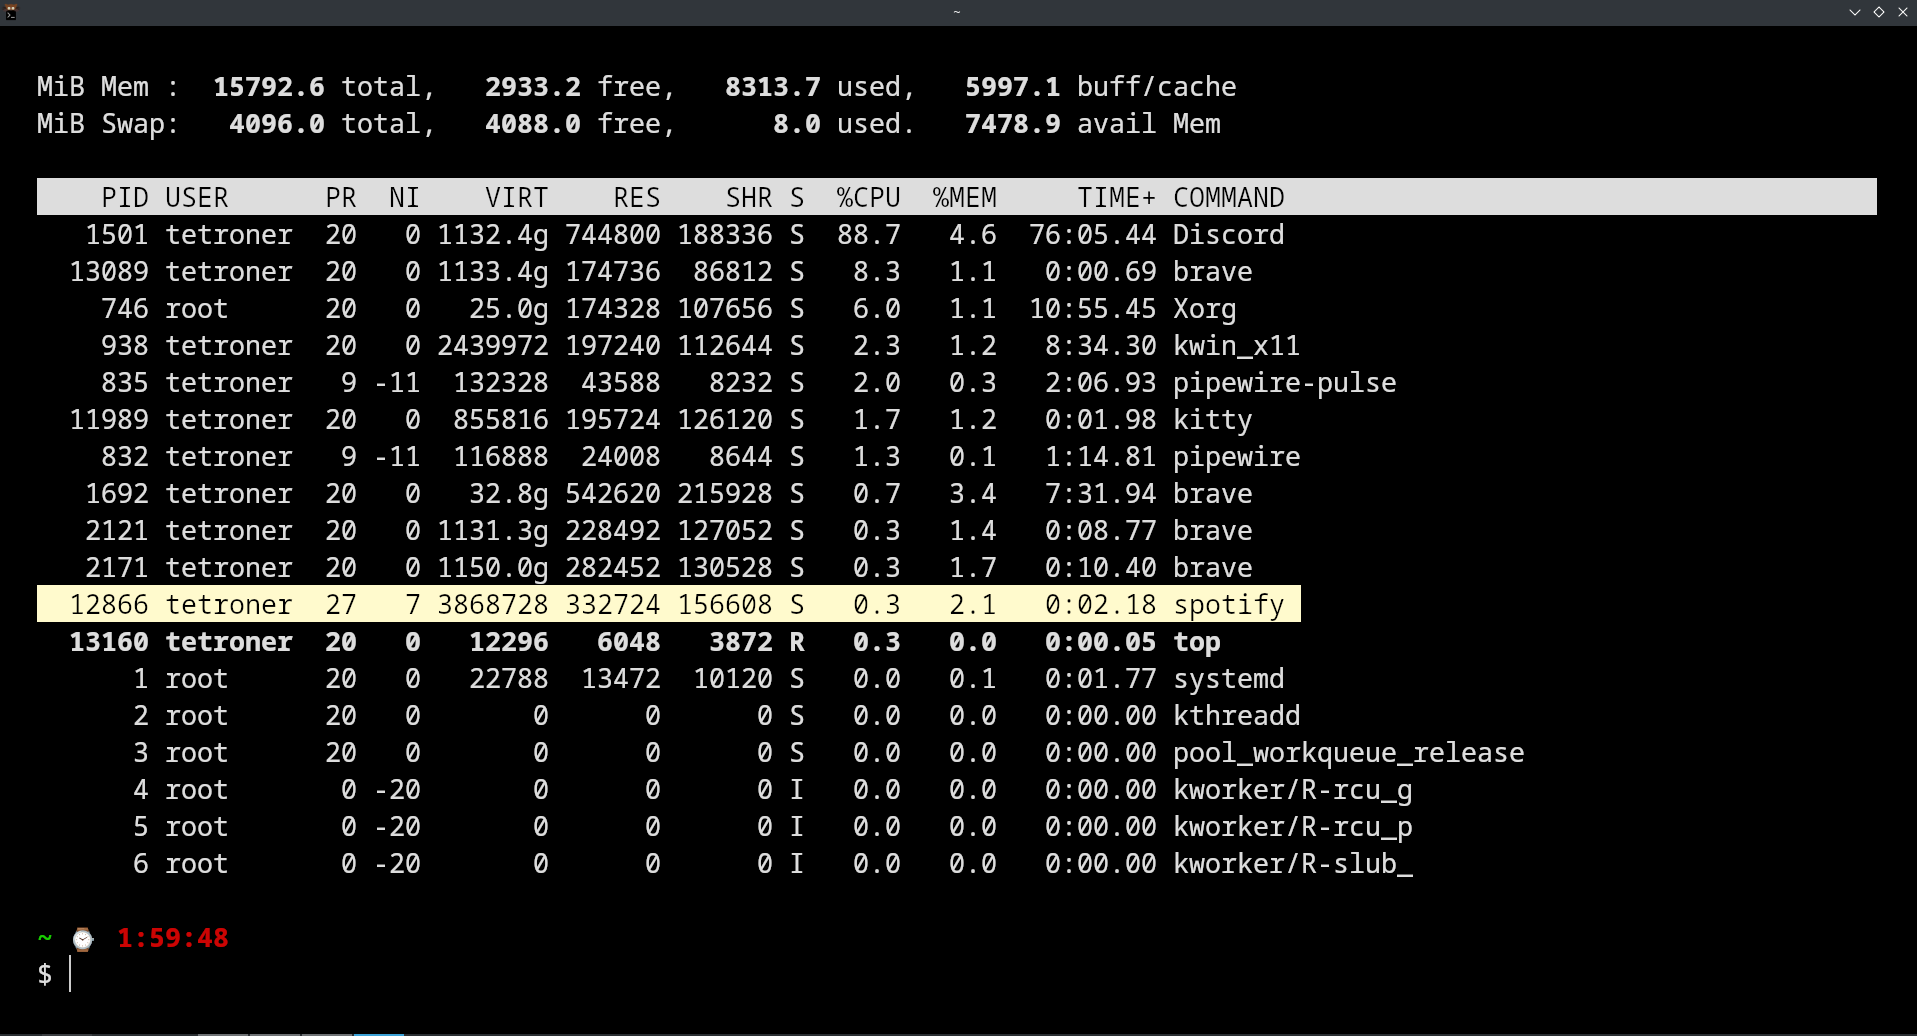 ~
MiB Mem :  15792.6 total,   2933.2 free,   8313.7 used,   5997.1 buff/cache
MiB Swap:   4096.0 total,   4088.0 free,      8.0 used.   7478.9 avail Mem
    PID USER      PR  NI    VIRT    RES    SHR S  %CPU  %MEM     TIME+ COMMAND
   1501 tetroner  20   0 1132.4g 744800 188336 S  88.7   4.6  76:05.44 Discord
  13089 tetroner  20   0 1133.4g 174736  86812 S   8.3   1.1   0:00.69 brave
    746 root      20   0   25.0g 174328 107656 S   6.0   1.1  10:55.45 Xorg
    938 tetroner  20   0 2439972 197240 112644 S   2.3   1.2   8:34.30 kwin_x11
    835 tetroner   9 -11  132328  43588   8232 S   2.0   0.3   2:06.93 pipewire-pulse
  11989 tetroner  20   0  855816 195724 126120 S   1.7   1.2   0:01.98 kitty
    832 tetroner   9 -11  116888  24008   8644 S   1.3   0.1   1:14.81 pipewire
   1692 tetroner  20   0   32.8g 542620 215928 S   0.7   3.4   7:31.94 brave
   2121 tetroner  20   0 1131.3g 228492 127052 S   0.3   1.4   0:08.77 brave
   2171 tetroner  20   0 1150.0g 282452 130528 S   0.3   1.7   0:10.40 brave
  12866 tetroner  27   7 3868728 332724 156608 S   0.3   2.1   0:02.18 spotify
  13160 tetroner  20   0   12296   6048   3872 R   0.3   0.0   0:00.05 top
      1 root      20   0   22788  13472  10120 S   0.0   0.1   0:01.77 systemd
      2 root      20   0       0      0      0 S   0.0   0.0   0:00.00 kthreadd
      3 root      20   0       0      0      0 S   0.0   0.0   0:00.00 pool_workqueue_release
      4 root       0 -20       0      0      0 I   0.0   0.0   0:00.00 kworker/R-rcu_g
      5 root       0 -20       0      0      0 I   0.0   0.0   0:00.00 kworker/R-rcu_p
      6 root       0 -20       0      0      0 I   0.0   0.0   0:00.00 kworker/R-slub_
~ ⌚ 1:59:48
$